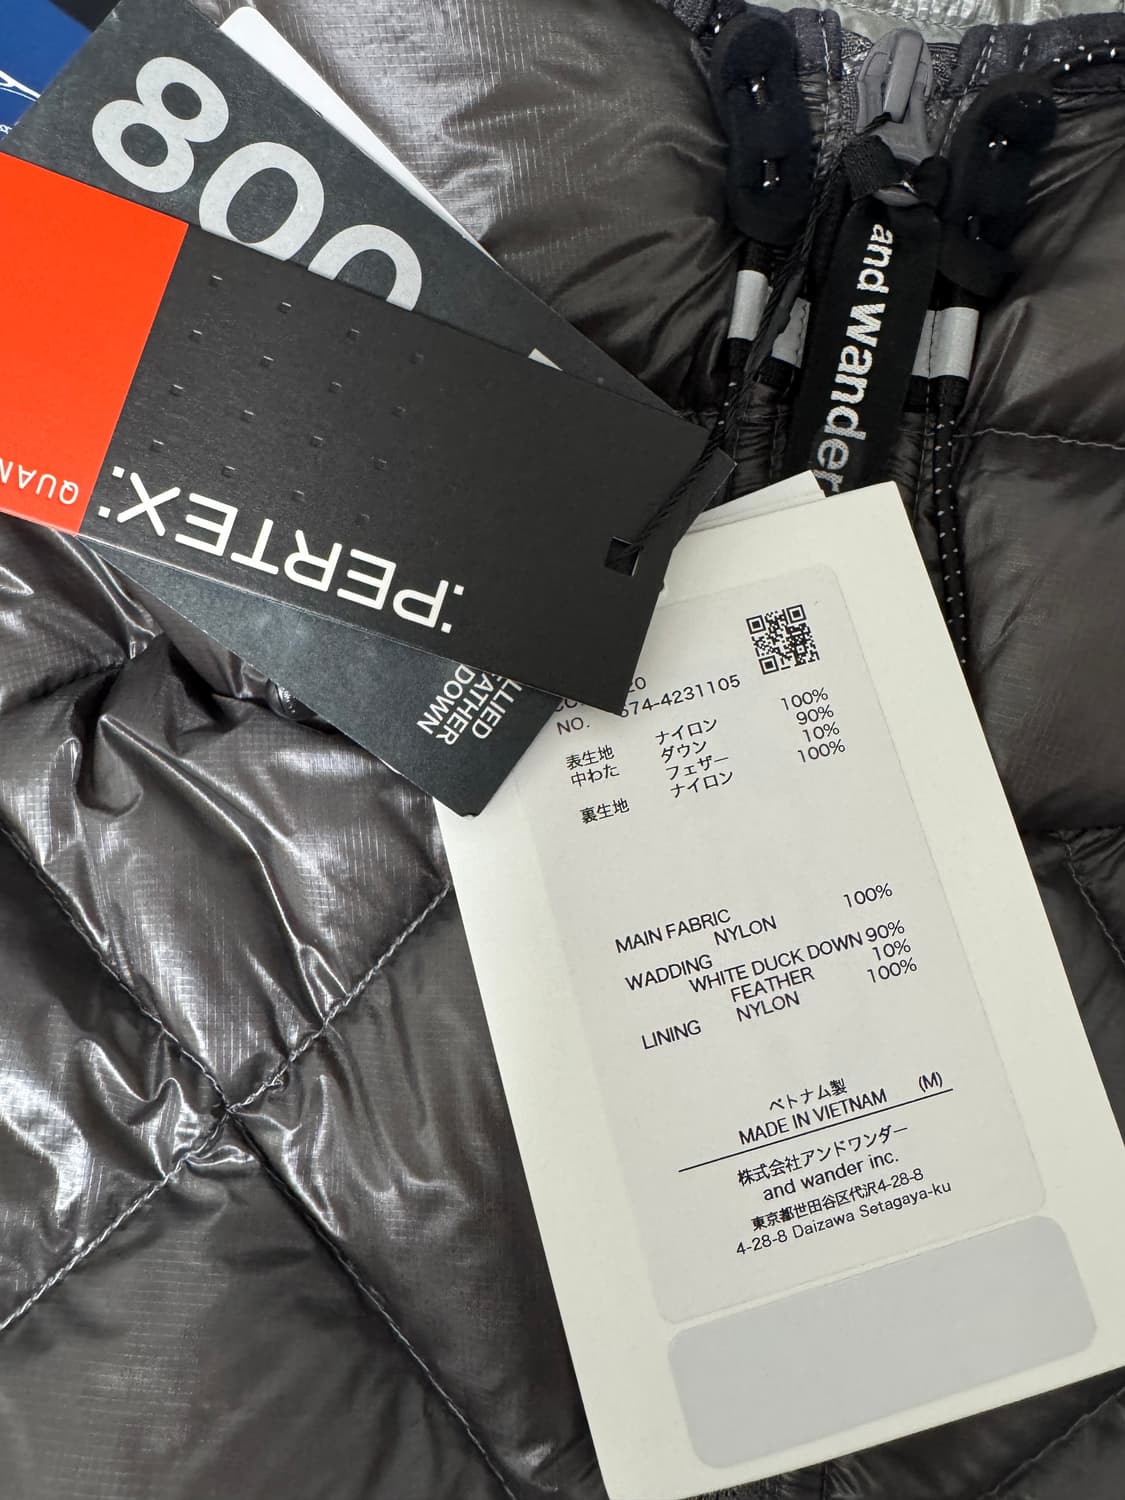 800
:PERTEX:
QUAN
LLIED
EATHER
DOWN
and wander
20
NO. 574-4231105
表生地 ナイロン 100%
中わた ダウン 90%
フェザー 10%
裏生地 ナイロン 100%
MAIN FABRIC
NYLON 100%
WADDING
WHITE DUCK DOWN 90%
FEATHER 10%
LINING NYLON 100%
ベトナム製
MADE IN VIETNAM (M)
株式会社アンドワンダー
and wander inc.
東京都世田谷区代沢4-28-8
4-28-8 Daizawa Setagaya-ku